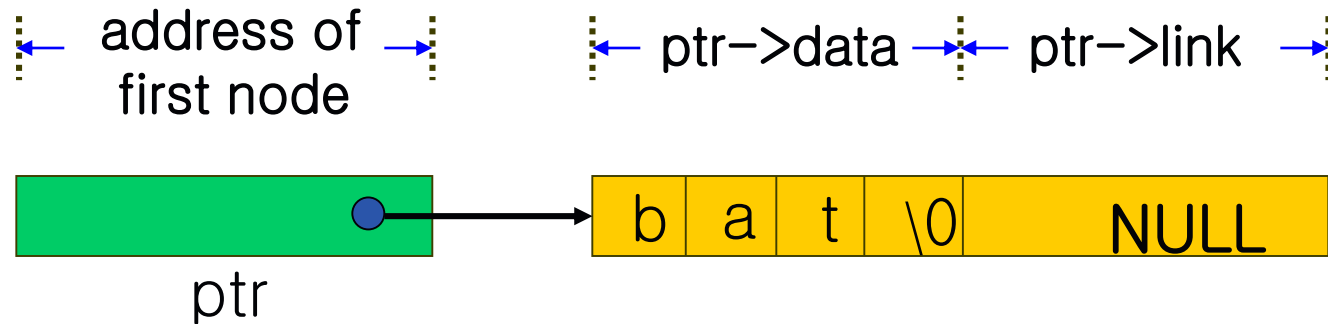 address of
first node
ptr->data
ptr->link
b a t \0 NULL
ptr